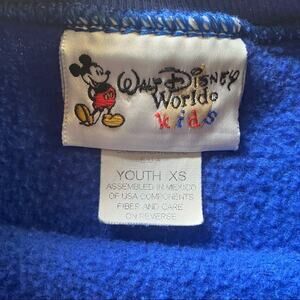 Walt Disney
World®
kids
YOUTH XS
ASSEMBLED IN MEXICO
OF USA COMPONENTS
FIBER AND CARE
ON REVERSE